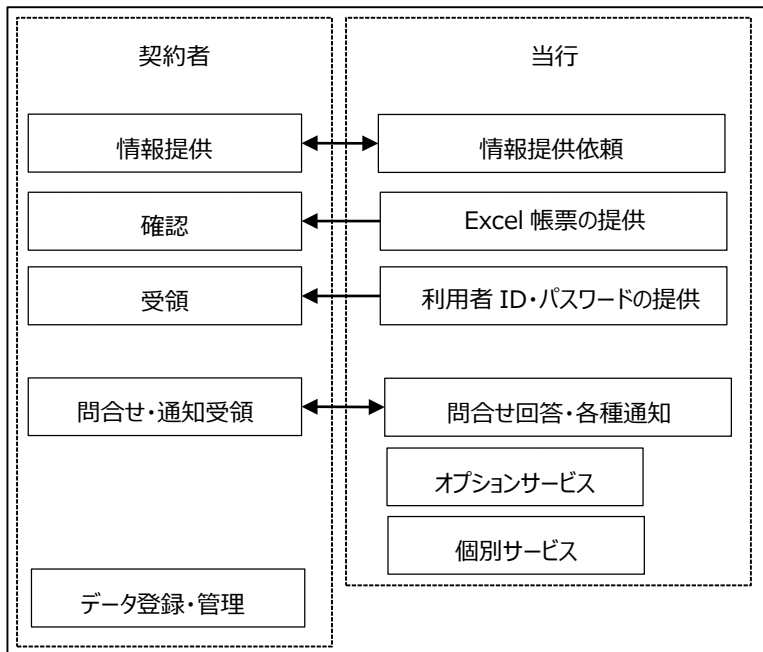 契約者
当行
情報提供
情報提供依頼
確認
Excel 帳票の提供
受領
利用者 ID・パスワードの提供
問合せ・通知受領
問合せ回答・各種通知
オプションサービス
個別サービス
データ登録・管理